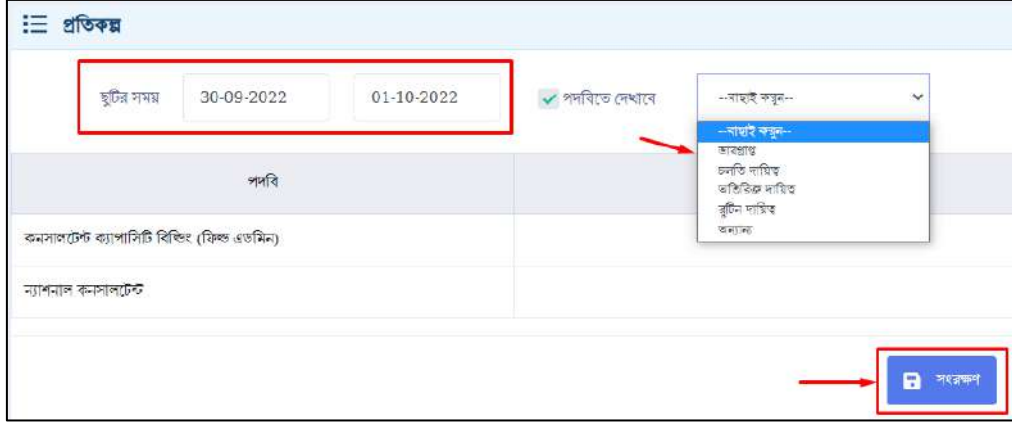 প্রতিকল্প
ছুটির সময় 30-09-2022 01-10-2022 পদবিতে দেখাবে --বাছাই করুন--
--বাছাই করুন--
ভারপ্রাপ্ত
চলতি দায়িত্ব
অতিরিক্ত দায়িত্ব
রুটিন দায়িত্ব
অন্যান্য
পদবি
কনসালটেন্ট ক্যাপাসিটি বিল্ডিং (ফিল্ড এডমিন)
ন্যাশনাল কনসালটেন্ট
সংরক্ষণ